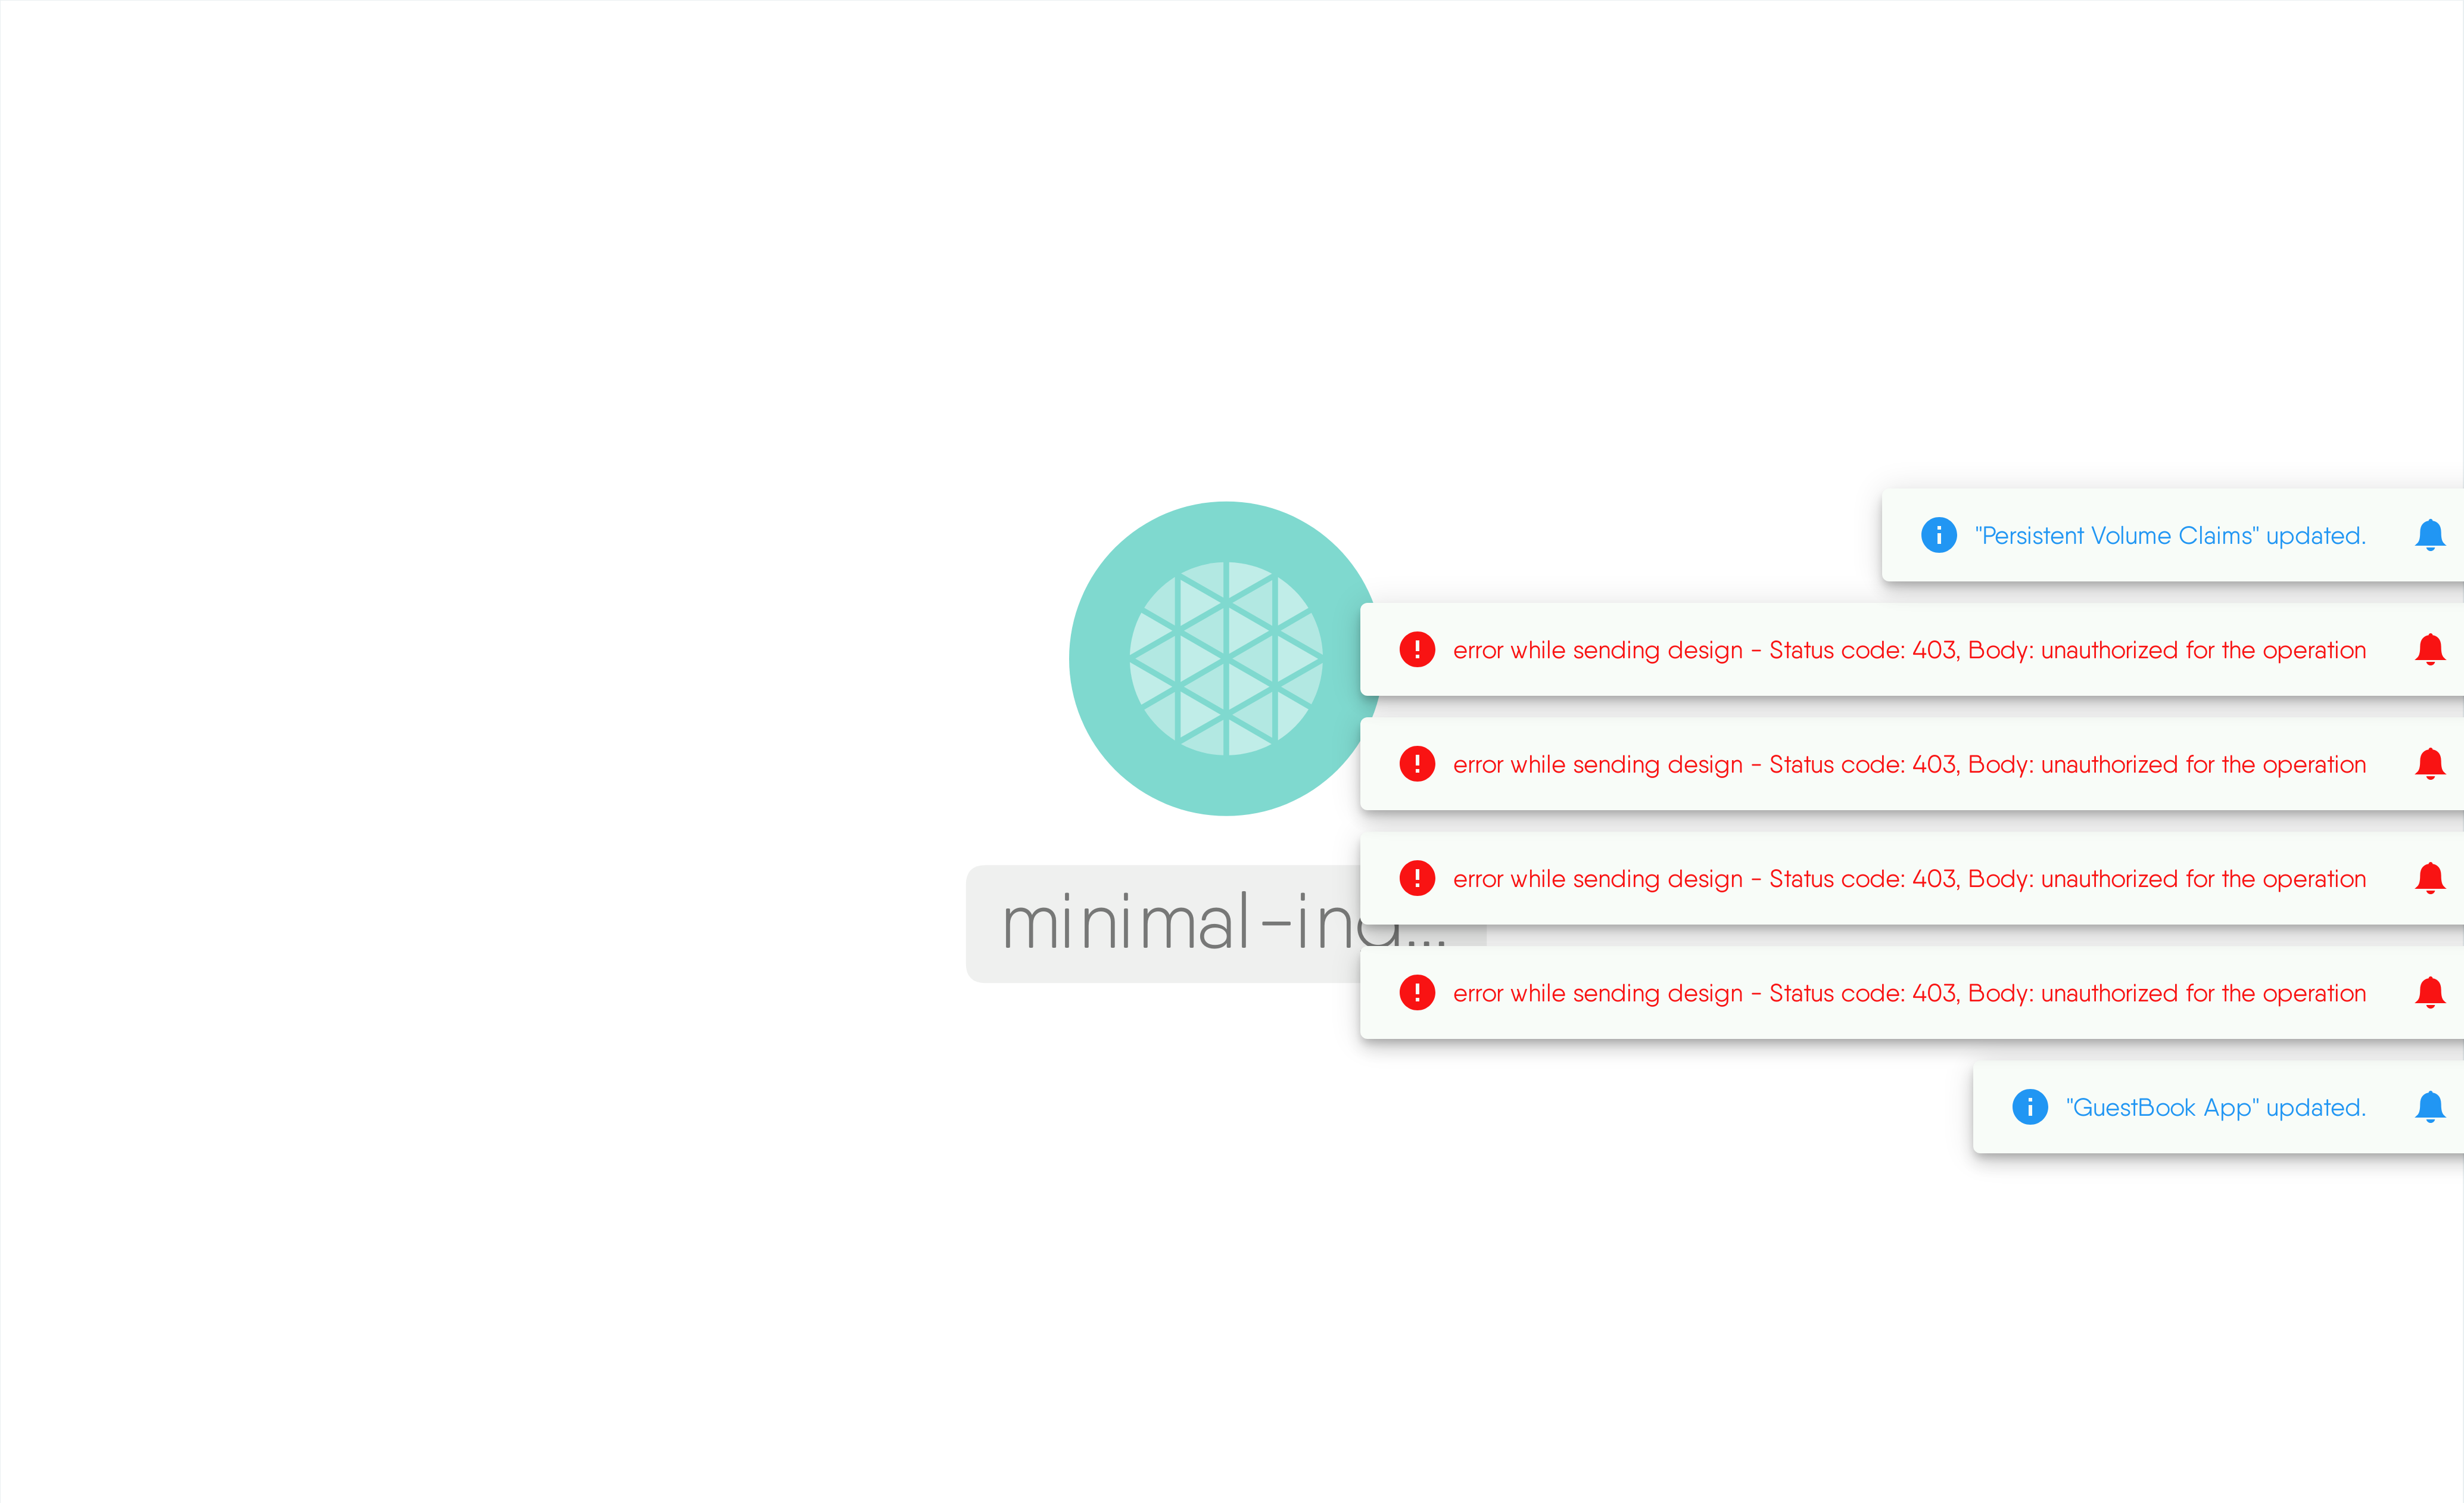 "Persistent Volume Claims" updated.
error while sending design - Status code: 403, Body: unauthorized for the operation
error while sending design - Status code: 403, Body: unauthorized for the operation
error while sending design - Status code: 403, Body: unauthorized for the operation
minimal-ing...
error while sending design - Status code: 403, Body: unauthorized for the operation
"GuestBook App" updated.